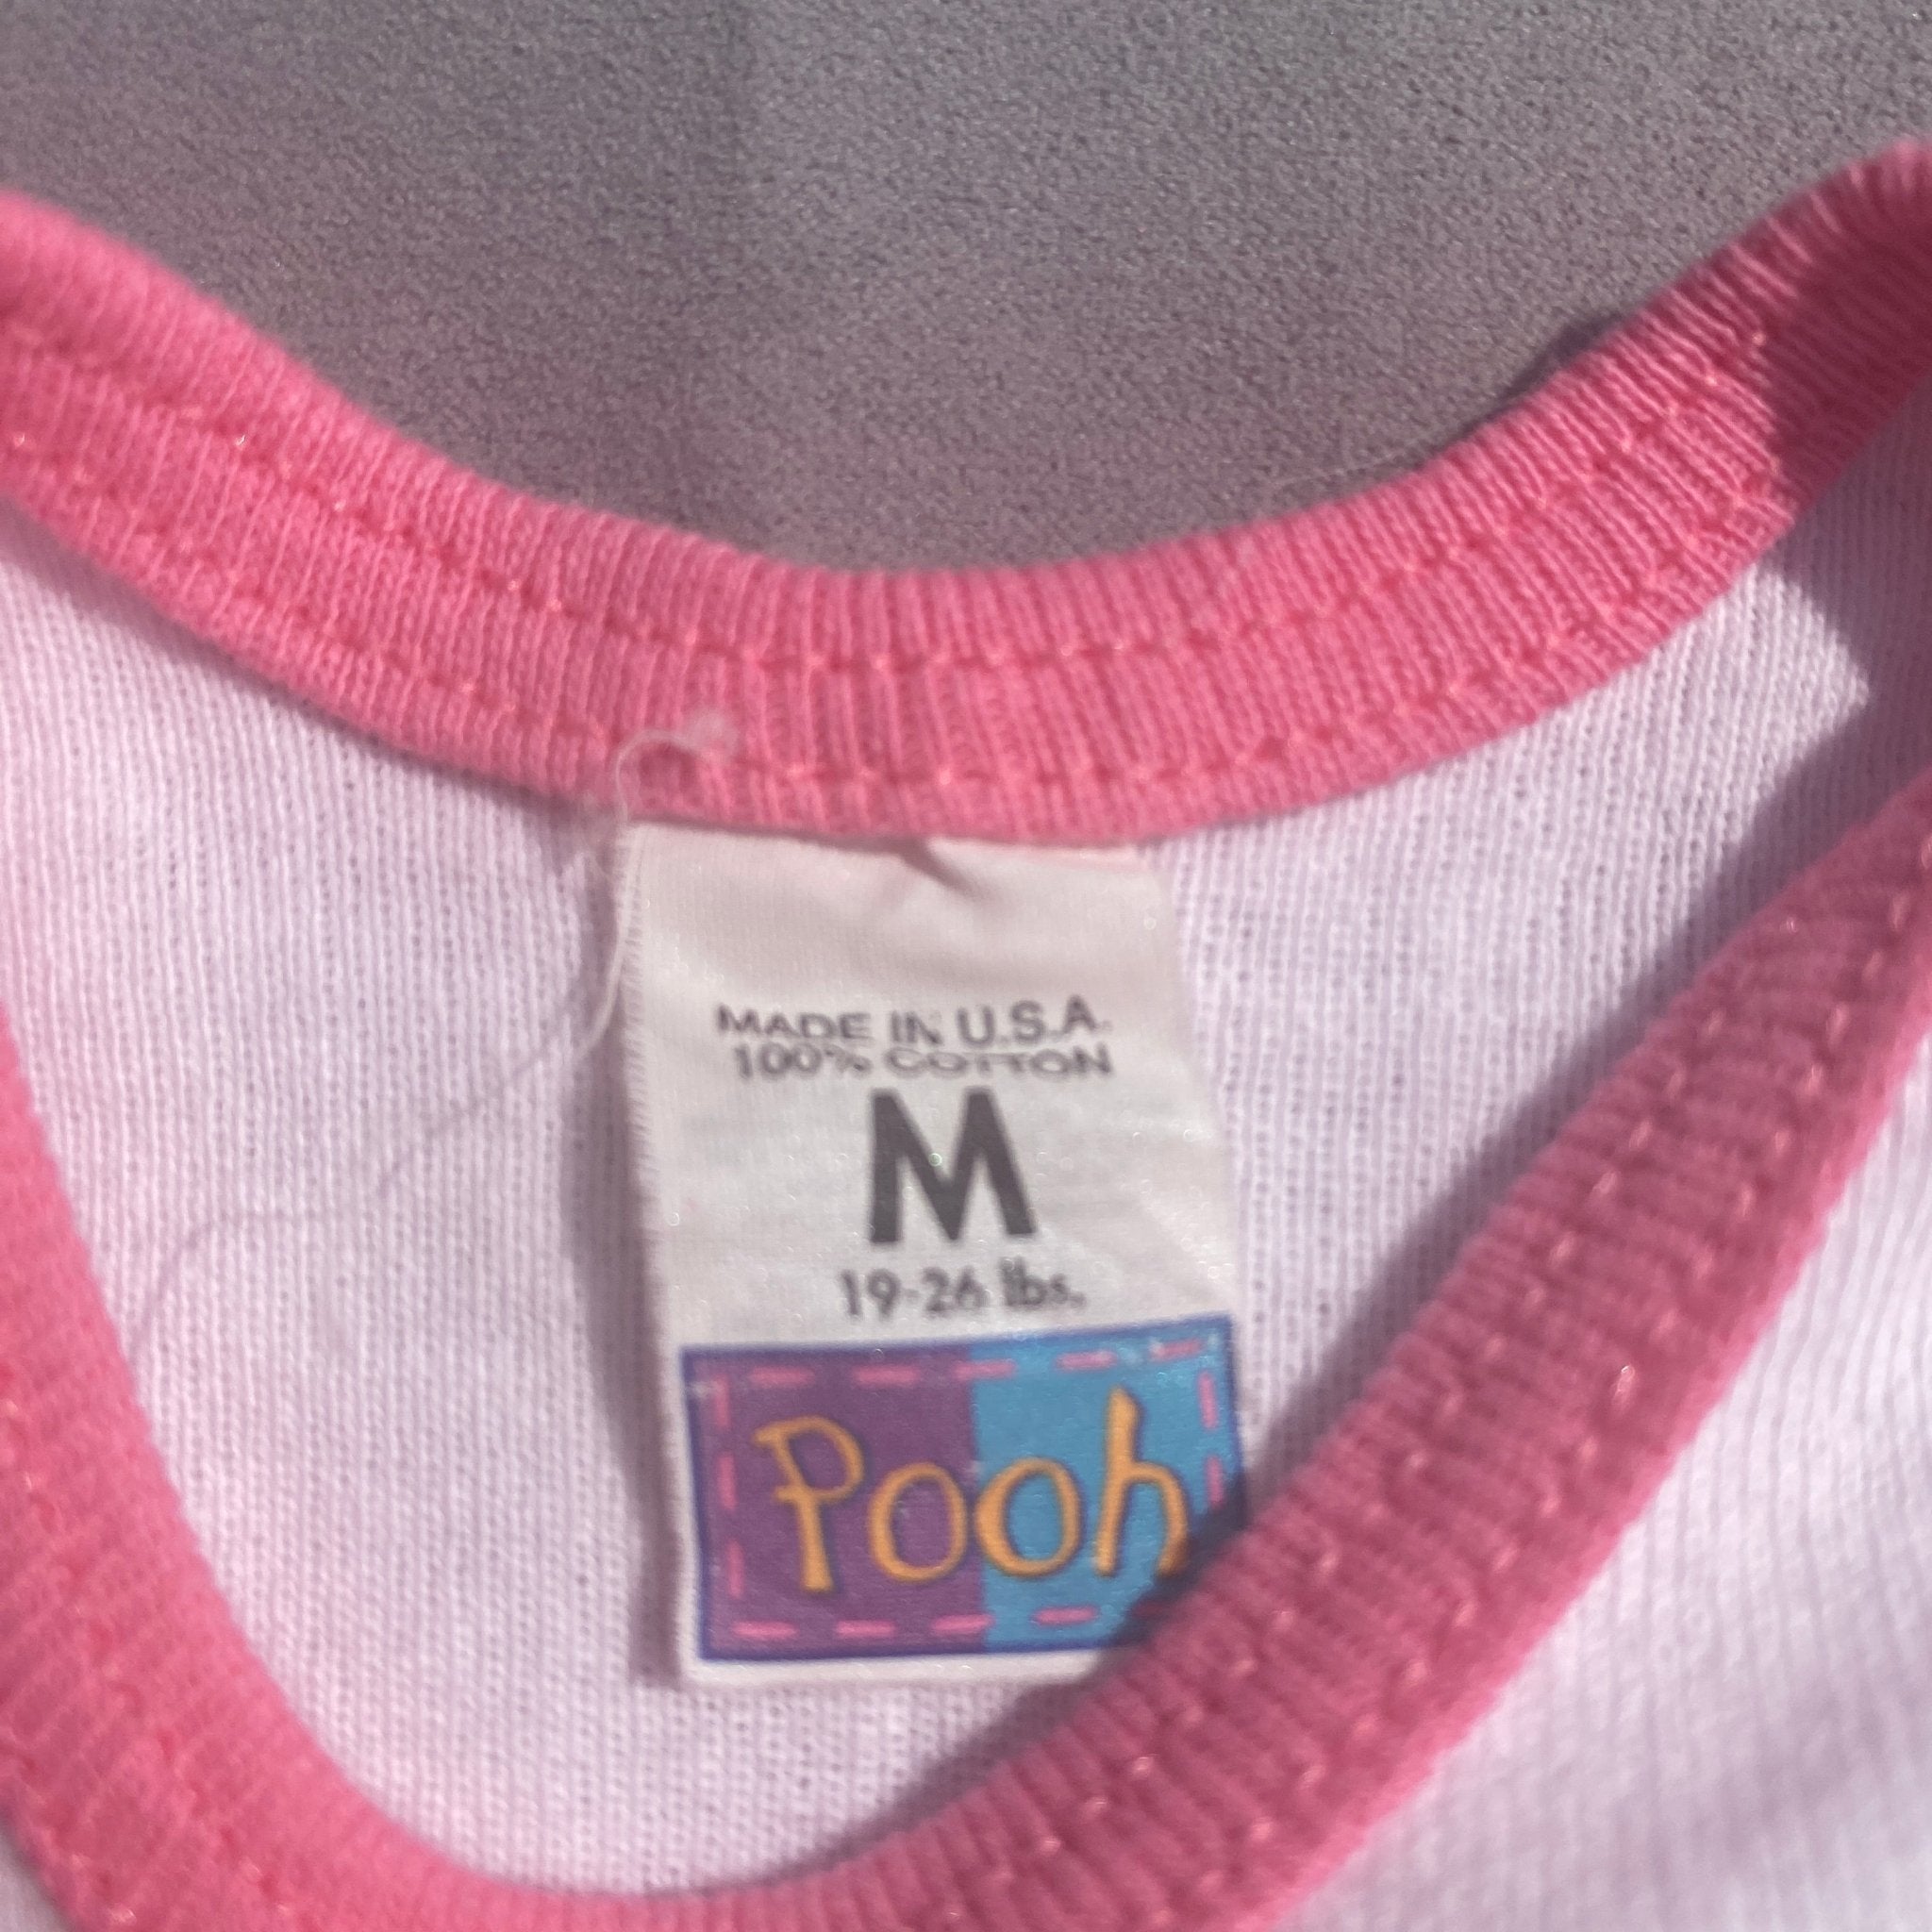 MADE IN U.S.A.
100% COTTON
M
19-26 lbs.
Pooh